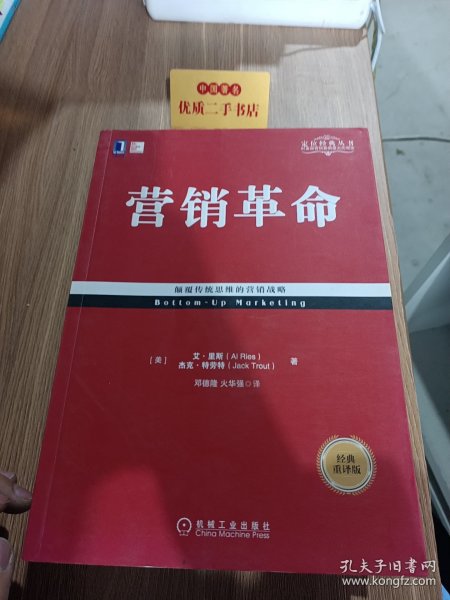 中国著名
优质二手书店
定位经典丛书
营销革命
颠覆传统思维的营销战略
Bottom-Up Marketing
[美] 艾·里斯(Al Ries) 杰克·特劳特(Jack Trout) 著
邓德隆 火华强◎译
经典
重译版
机械工业出版社
China Machine Press
孔夫子旧书网
www.kongfz.com